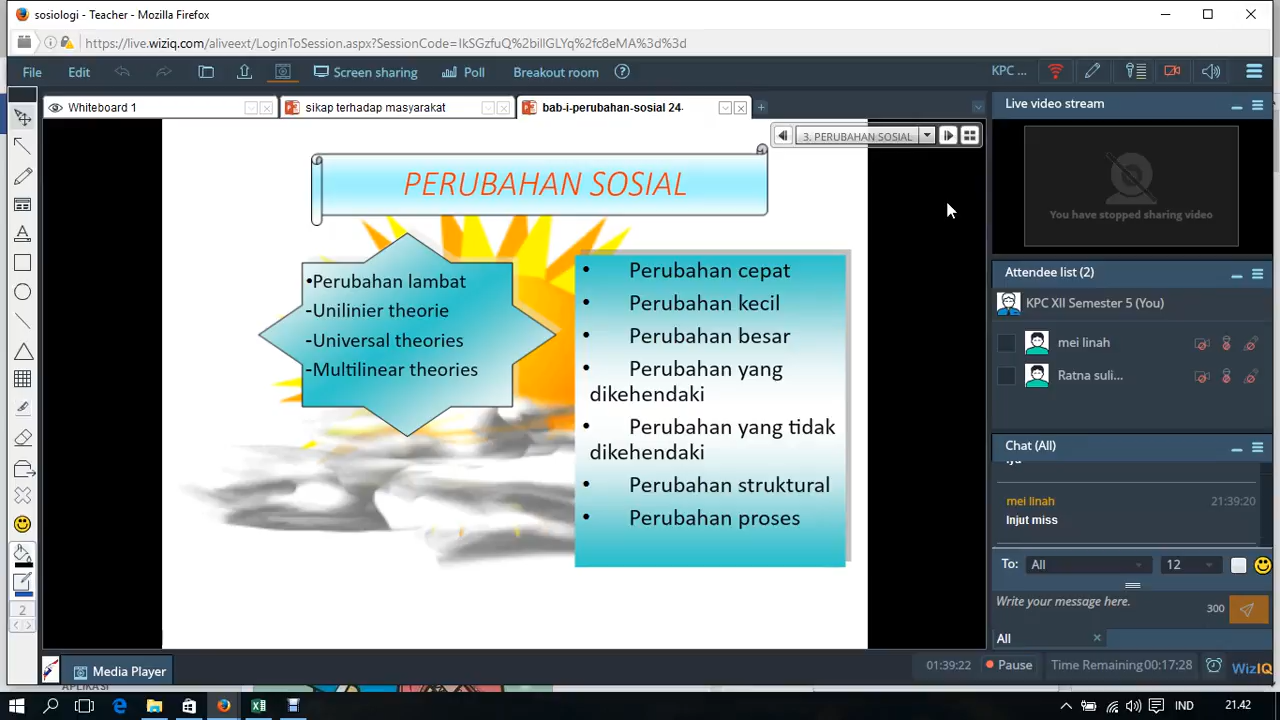 sosiologi - Teacher - Mozilla Firefox
https://live.wiziq.com/aliveext/LoginToSession.aspx?SessionCode=IkSGzfuQ%2biIlGLYq%2fc8eMA%3d%3d
File Edit Screen sharing Poll Breakout room ? KPC ...
Whiteboard 1
sikap terhadap masyarakat
bab-i-perubahan-sosial 24-
3. PERUBAHAN SOSIAL
PERUBAHAN SOSIAL
•Perubahan lambat
-Unilinier theorie
-Universal theories
-Multilinear theories
• Perubahan cepat
• Perubahan kecil
• Perubahan besar
• Perubahan yang
dikehendaki
• Perubahan yang tidak
dikehendaki
• Perubahan struktural
• Perubahan proses
Live video stream
You have stopped sharing video
Attendee list (2)
KPC XII Semester 5 (You)
mei linah
Ratna suli...
Chat (All)
mei linah 21:39:20
Injut miss
To: All 12
Write your message here. 300
All
2
Media Player
01:39:22 Pause Time Remaining 00:17:28 WizIQ
APLIKASI
IND 21.42